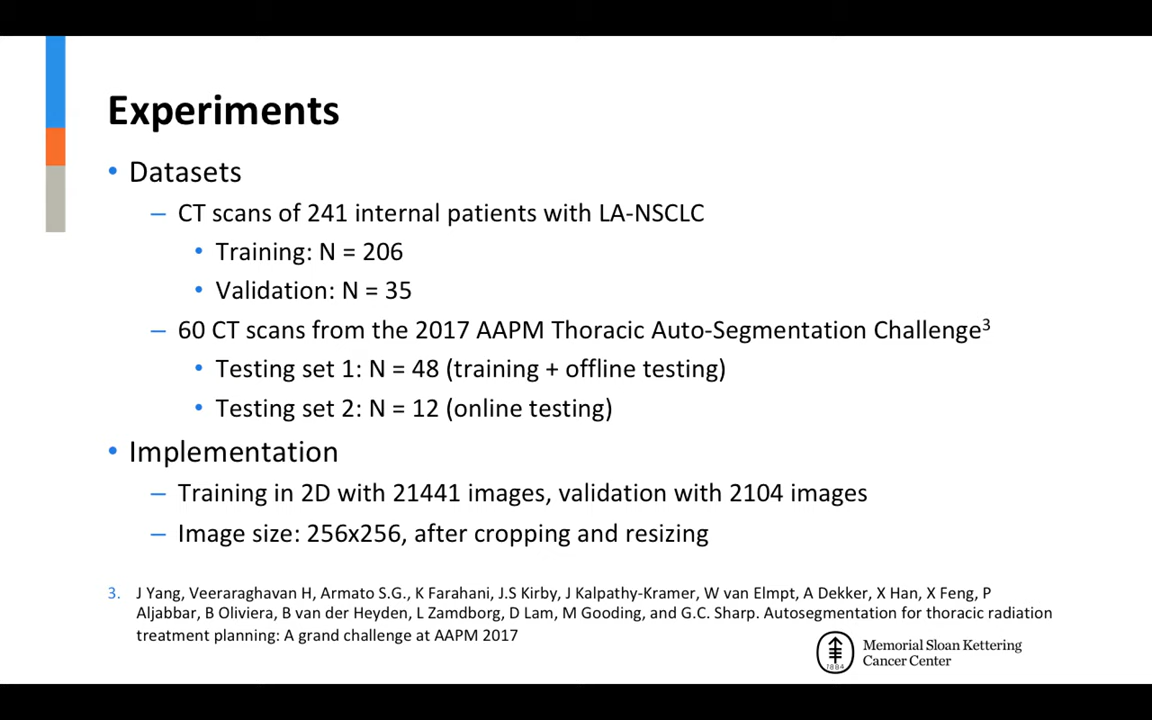 Experiments
• Datasets
– CT scans of 241 internal patients with LA-NSCLC
• Training: N = 206
• Validation: N = 35
– 60 CT scans from the 2017 AAPM Thoracic Auto-Segmentation Challenge³
• Testing set 1: N = 48 (training + offline testing)
• Testing set 2: N = 12 (online testing)
• Implementation
– Training in 2D with 21441 images, validation with 2104 images
– Image size: 256x256, after cropping and resizing
3. J Yang, Veeraraghavan H, Armato S.G., K Farahani, J.S Kirby, J Kalpathy-Kramer, W van Elmpt, A Dekker, X Han, X Feng, P
Aljabbar, B Oliviera, B van der Heyden, L Zamdborg, D Lam, M Gooding, and G.C. Sharp. Autosegmentation for thoracic radiation
treatment planning: A grand challenge at AAPM 2017
1884
Memorial Sloan Kettering
Cancer Center